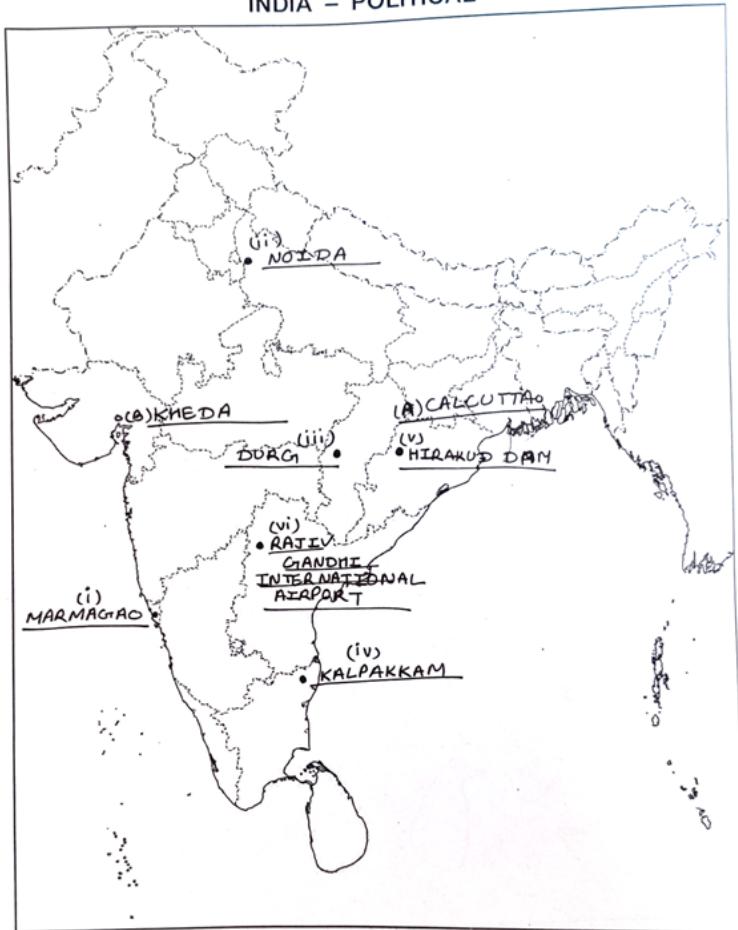 INDIA – POLITICAL
(ii)
NOIDA
(B) KHEDA
(A) CALCUTTA
(iii)
DURG
(v)
HIRAKUD DAM
(vi)
RAJIV
GANDHI
INTERNATIONAL
AIRPORT
(i)
MARMAGAO
(iv)
KALPAKKAM